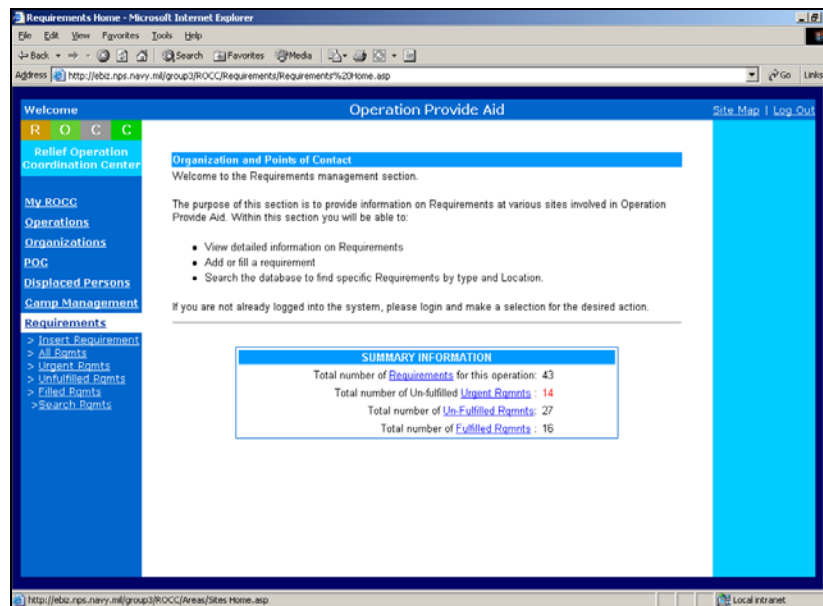 Requirements Home - Microsoft Internet Explorer
File Edit View Favorites Tools Help
Back Search Favorites Media
Address http://ebiz.nps.navy.mil/group3/ROCC/Requirements/Requirements%20Home.asp Go Links
Welcome Operation Provide Aid Site Map | Log Out
R O C C
Relief Operation
Coordination Center
My ROCC
Operations
Organizations
POC
Displaced Persons
Camp Management
Requirements
> Insert Requirement
> All Rqmts
> Urgent Rqmts
> Unfulfilled Rqmts
> Filled Rqmts
>Search Rqmts
Organization and Points of Contact
Welcome to the Requirements management section.
The purpose of this section is to provide information on Requirements at various sites involved in Operation
Provide Aid. Within this section you will be able to:
• View detailed information on Requirements
• Add or fill a requirement
• Search the database to find specific Requirements by type and Location.
If you are not already logged into the system, please login and make a selection for the desired action.
SUMMARY INFORMATION
Total number of Requirements for this operation: 43
Total number of Un-fulfilled Urgent Rqmnts : 14
Total number of Un-Fulfilled Rqmnts: 27
Total number of Fulfilled Rqmnts : 16
http://ebiz.nps.navy.mil/group3/ROCC/Areas/Sites Home.asp Local intranet